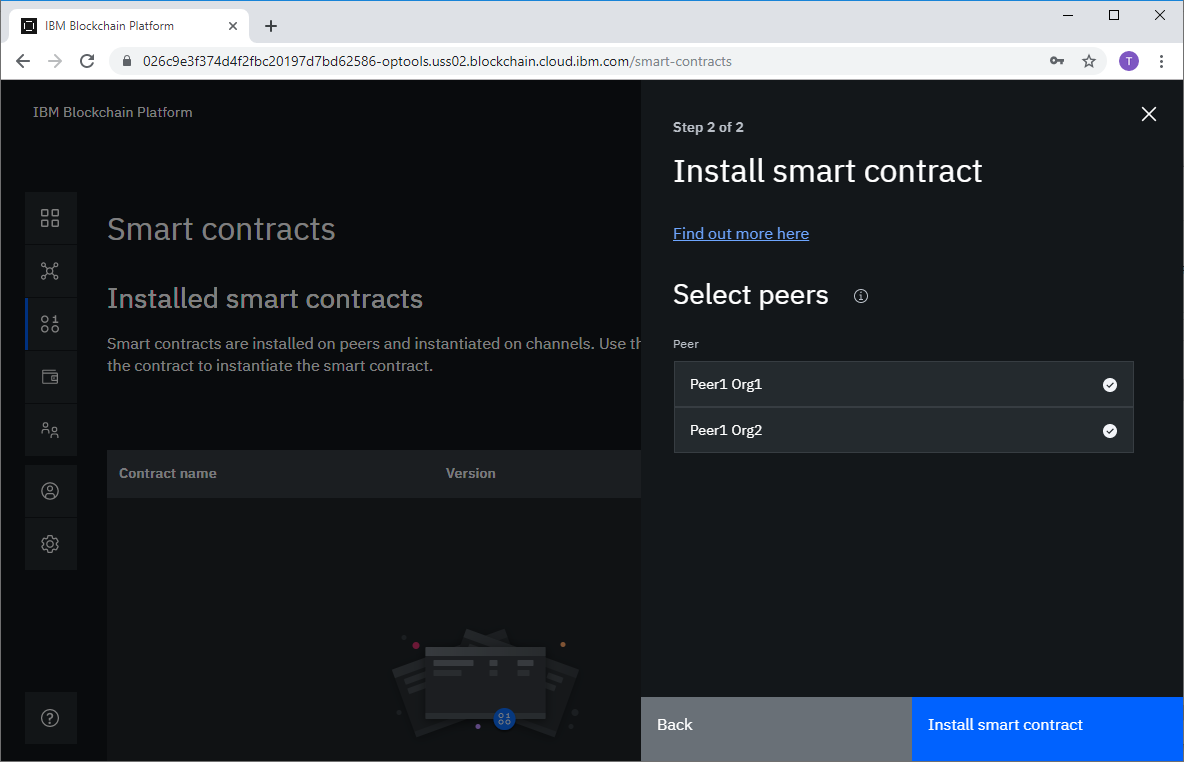 IBM Blockchain Platform
026c9e3f374d4f2fbc20197d7bd62586-optools.uss02.blockchain.cloud.ibm.com/smart-contracts
T
IBM Blockchain Platform
Smart contracts
Installed smart contracts
Smart contracts are installed on peers and instantiated on channels. Use th
the contract to instantiate the smart contract.
Contract name
Version
Step 2 of 2
Install smart contract
Find out more here
Select peers
Peer
Peer1 Org1
Peer1 Org2
Back
Install smart contract